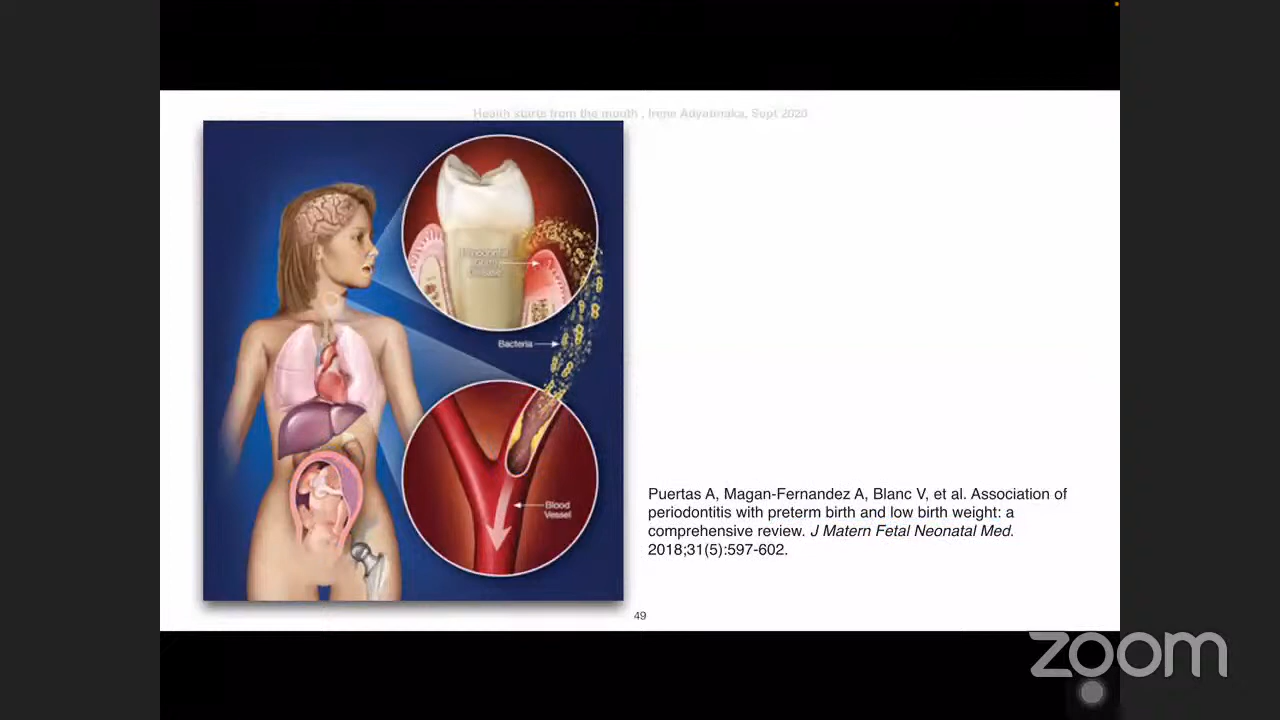 Health starts from the mouth , Irene Adyatmaka, Sept 2020
Periodontal
Disease
Bacteria
Blood
Vessel
Puertas A, Magan-Fernandez A, Blanc V, et al. Association of
periodontitis with preterm birth and low birth weight: a
comprehensive review. J Matern Fetal Neonatal Med.
2018;31(5):597-602.
49
zoom